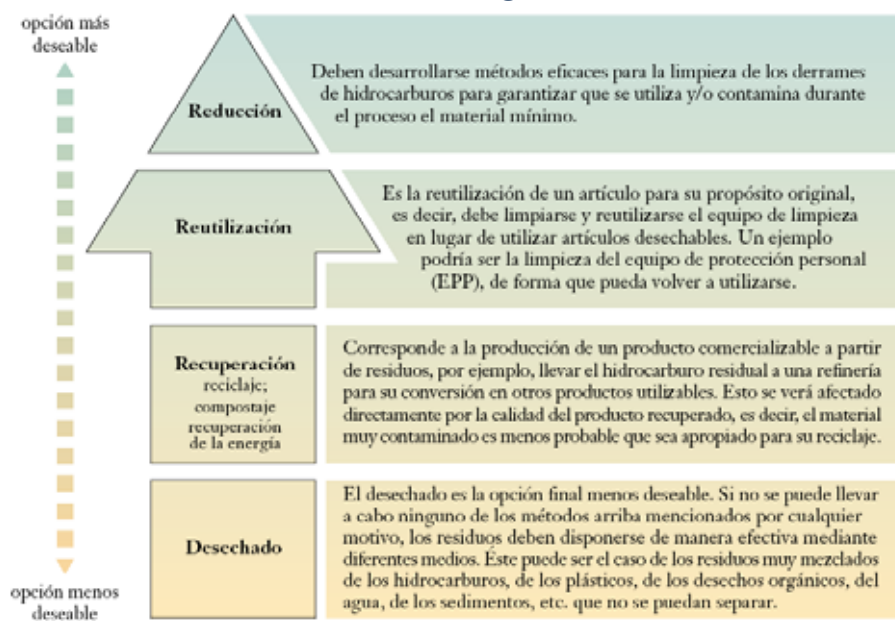 opción más
deseable
Reducción
Deben desarrollarse métodos eficaces para la limpieza de los derrames
de hidrocarburos para garantizar que se utiliza y/o contamina durante
el proceso el material mínimo.
Reutilización
Es la reutilización de un artículo para su propósito original,
es decir, debe limpiarse y reutilizarse el equipo de limpieza
en lugar de utilizar artículos desechables. Un ejemplo
podría ser la limpieza del equipo de protección personal
(EPP), de forma que pueda volver a utilizarse.
Recuperación
reciclaje;
compostaje
recuperación
de la energía
Corresponde a la producción de un producto comercializable a partir
de residuos, por ejemplo, llevar el hidrocarburo residual a una refinería
para su conversión en otros productos utilizables. Esto se verá afectado
directamente por la calidad del producto recuperado, es decir, el material
muy contaminado es menos probable que sea apropiado para su reciclaje.
Desechado
El desechado es la opción final menos deseable. Si no se puede llevar
a cabo ninguno de los métodos arriba mencionados por cualquier
motivo, los residuos deben disponerse de manera efectiva mediante
diferentes medios. Éste puede ser el caso de los residuos muy mezclados
de los hidrocarburos, de los plásticos, de los desechos orgánicos, del
agua, de los sedimentos, etc. que no se puedan separar.
opción menos
deseable